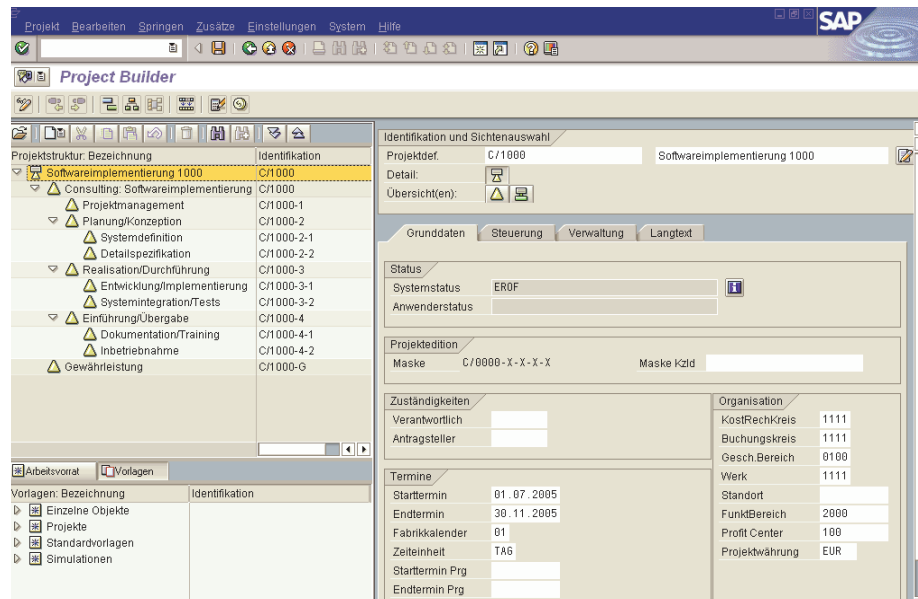 Projekt Bearbeiten Springen Zusätze Einstellungen System Hilfe
SAP
Project Builder
Projektstruktur: Bezeichnung Identifikation
Softwareimplementierung 1000 C/1000
Consulting: Softwareimplementierung C/1000
Projektmanagement C/1000-1
Planung/Konzeption C/1000-2
Systemdefinition C/1000-2-1
Detailspezifikation C/1000-2-2
Realisation/Durchführung C/1000-3
Entwicklung/Implementierung C/1000-3-1
Systemintegration/Tests C/1000-3-2
Einführung/Übergabe C/1000-4
Dokumentation/Training C/1000-4-1
Inbetriebnahme C/1000-4-2
Gewährleistung C/1000-G
Arbeitsvorrat Vorlagen
Vorlagen: Bezeichnung Identifikation
Einzelne Objekte
Projekte
Standardvorlagen
Simulationen
Identifikation und Sichtenauswahl
Projektdef. C/1000 Softwareimplementierung 1000
Detail:
Übersicht(en):
Grunddaten Steuerung Verwaltung Langtext
Status
Systemstatus EROF
Anwenderstatus
Projektedition
Maske C/0000-X-X-X-X Maske Kzld
Zuständigkeiten
Verantwortlich
Antragsteller
Termine
Starttermin 01.07.2005
Endtermin 30.11.2005
Fabrikkalender 01
Zeiteinheit TAG
Starttermin Prg
Endtermin Prg
Organisation
KostRechKreis 1111
Buchungskreis 1111
Gesch.Bereich 0100
Werk 1111
Standort
FunktBereich 2000
Profit Center 100
Projektwährung EUR